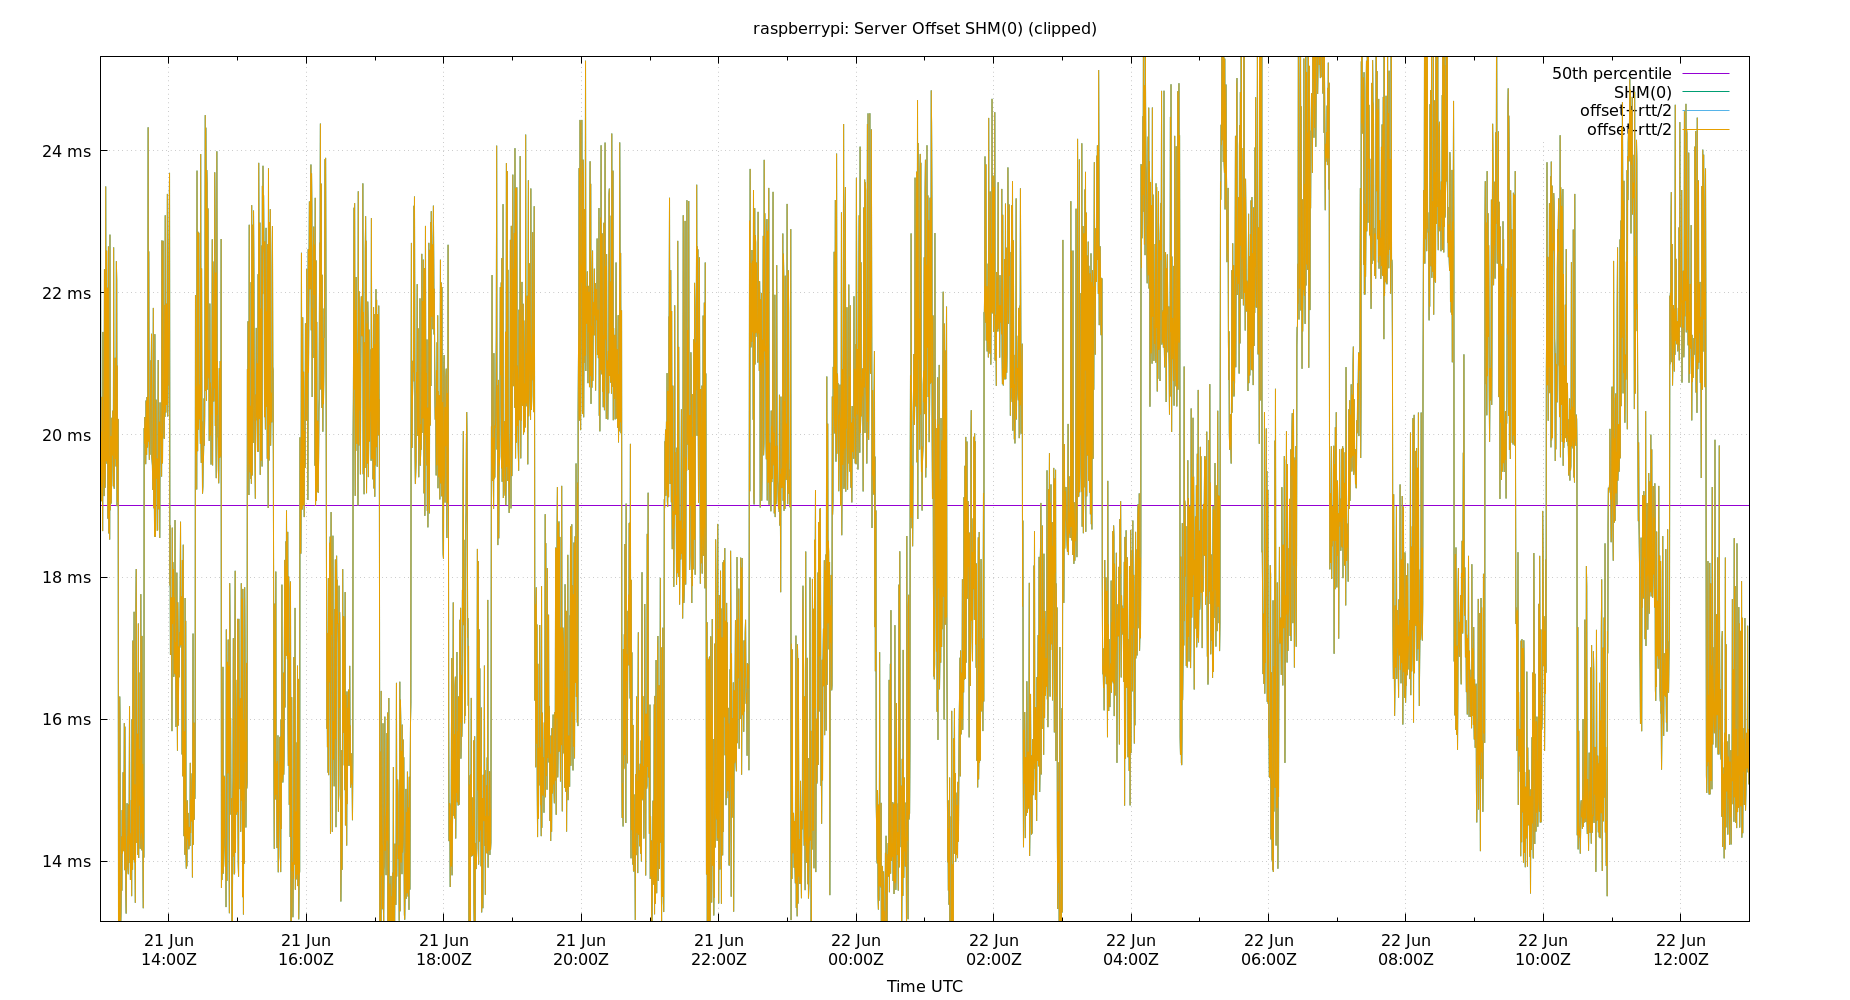 raspberrypi: Server Offset SHM(0) (clipped)
50th percentile
SHM(0)
offset+rtt/2
offset-rtt/2
24 ms
22 ms
20 ms
18 ms
16 ms
14 ms
21 Jun 21 Jun 21 Jun 21 Jun 21 Jun 22 Jun 22 Jun 22 Jun 22 Jun 22 Jun 22 Jun 22 Jun
14:00Z 16:00Z 18:00Z 20:00Z 22:00Z 00:00Z 02:00Z 04:00Z 06:00Z 08:00Z 10:00Z 12:00Z
Time UTC